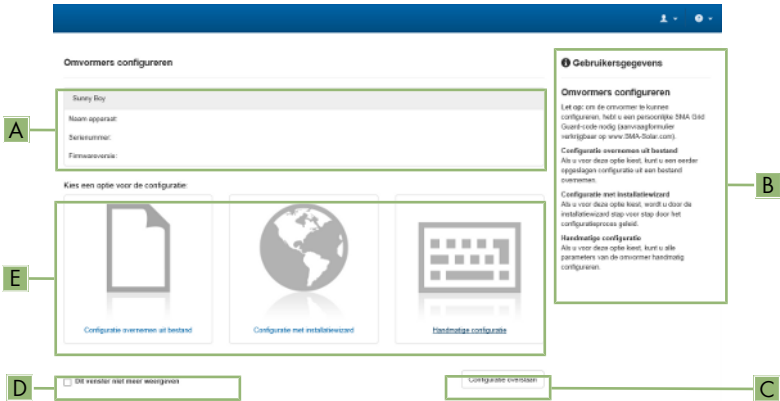 Omvormers configureren
A
Sunny Boy
Naam apparaat:
Serienummer:
Firmwareversie:
Kies een optie voor de configuratie:
E
Configuratie overnemen uit bestand
Configuratie met installatiewizard
Handmatige configuratie
D
Dit venster niet meer weergeven
Configuratie overslaan
C
Gebruikersgegevens
Omvormers configureren
Let op: om de omvormer te kunnen
configureren, hebt u een persoonlijke SMA Grid
Guard-code nodig (aanvraagformulier
verkrijgbaar op www.SMA-Solar.com).
Configuratie overnemen uit bestand
Als u voor deze optie kiest, kunt u een eerder
opgeslagen configuratie uit een bestand
overnemen.
Configuratie met installatiewizard
Als u voor deze optie kiest, wordt u door de
installatiewizard stap voor stap door het
configuratieproces geleid.
Handmatige configuratie
Als u voor deze optie kiest, kunt u alle
parameters van de omvormer handmatig
configureren.
B